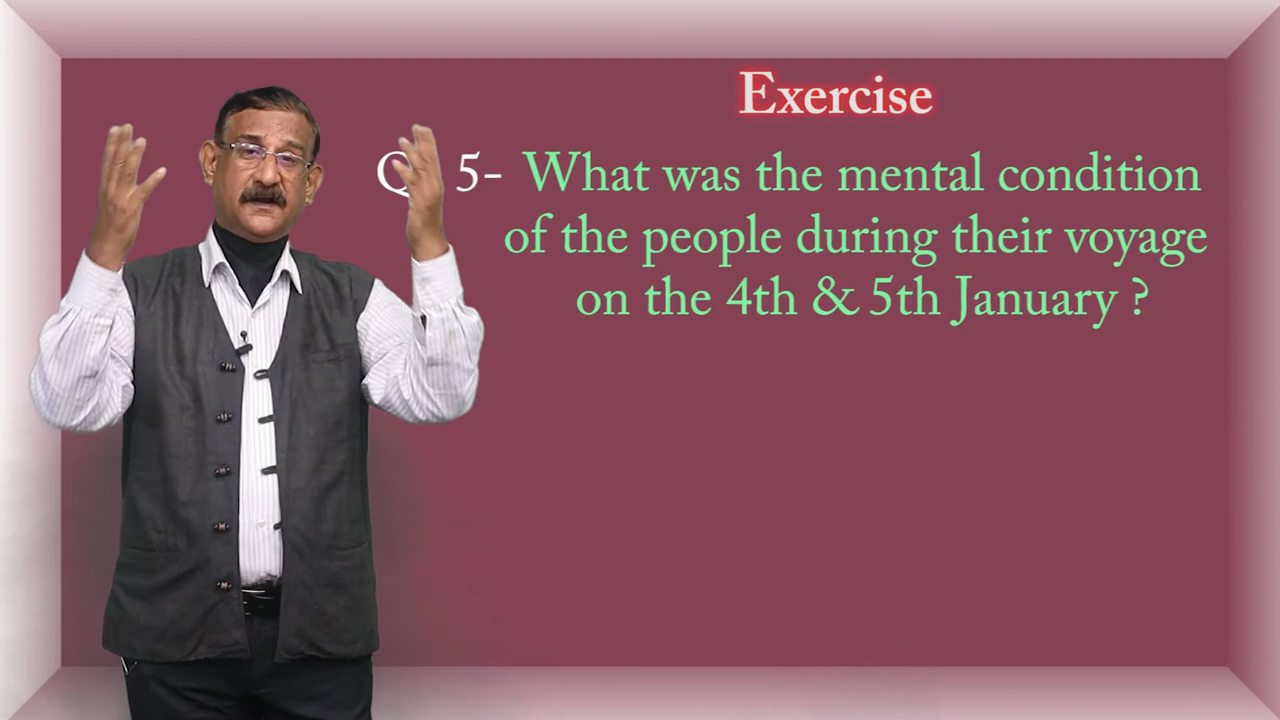 Exercise
5- What was the mental condition
of the people during their voyage
on the 4th & 5th January ?